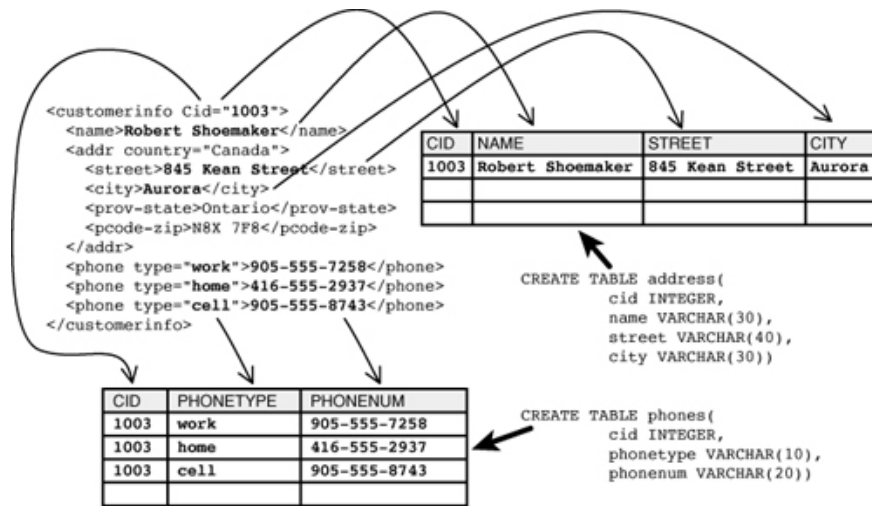 <customerinfo Cid="1003">
<name>Robert Shoemaker</name>
<addr country="Canada">
<street>845 Kean Street</street>
<city>Aurora</city>
<prov-state>Ontario</prov-state>
<pcode-zip>N8X 7F8</pcode-zip>
</addr>
<phone type="work">905-555-7258</phone>
<phone type="home">416-555-2937</phone>
<phone type="cell">905-555-8743</phone>
</customerinfo>
CID NAME STREET CITY
1003 Robert Shoemaker 845 Kean Street Aurora
CREATE TABLE address(
cid INTEGER,
name VARCHAR(30),
street VARCHAR(40),
city VARCHAR(30))
CID PHONETYPE PHONENUM
1003 work 905-555-7258
1003 home 416-555-2937
1003 cell 905-555-8743
CREATE TABLE phones(
cid INTEGER,
phonetype VARCHAR(10),
phonenum VARCHAR(20))